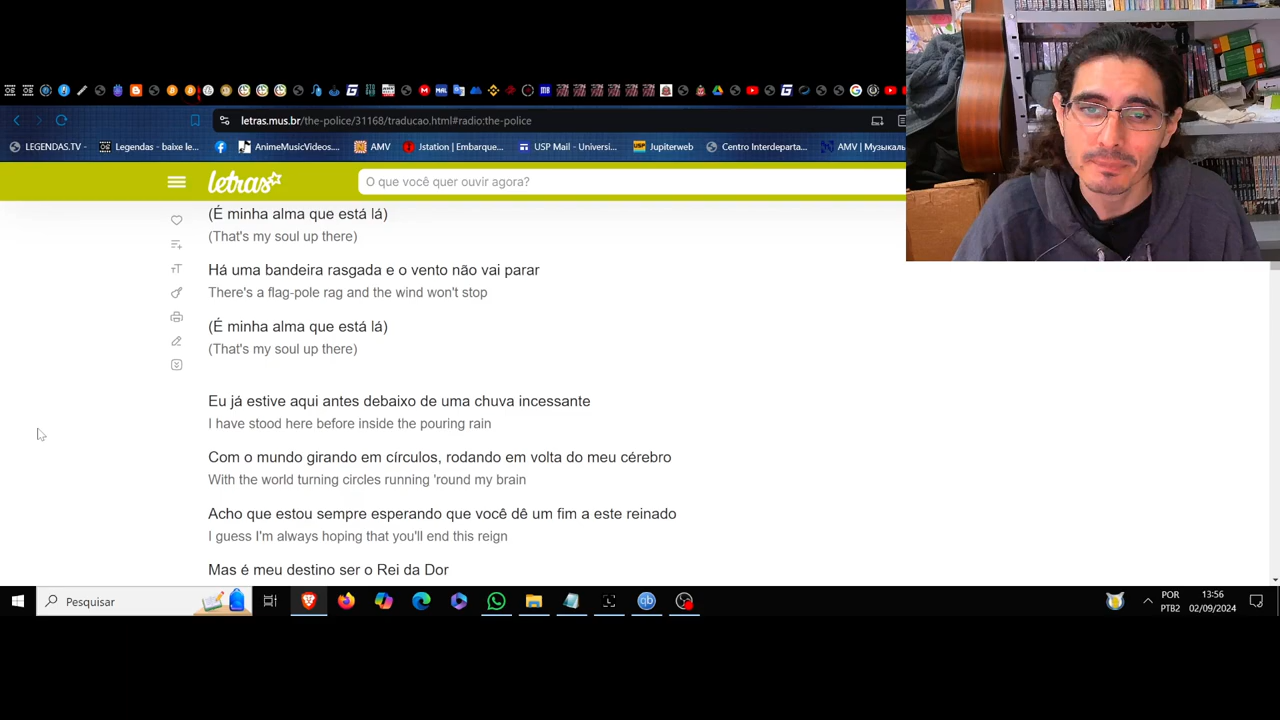 letras.mus.br/the-police/31168/traducao.html#radio:the-police
LEGENDAS.TV - Legendas - baixe le... AnimeMusicVideos.... AMV Jstation | Embarque... USP Mail - Universi... Jupiterweb Centro Interdeparta... AMV | Музыкаль
letras
O que você quer ouvir agora?
(É minha alma que está lá)
(That's my soul up there)
Há uma bandeira rasgada e o vento não vai parar
There's a flag-pole rag and the wind won't stop
(É minha alma que está lá)
(That's my soul up there)
Eu já estive aqui antes debaixo de uma chuva incessante
I have stood here before inside the pouring rain
Com o mundo girando em círculos, rodando em volta do meu cérebro
With the world turning circles running 'round my brain
Acho que estou sempre esperando que você dê um fim a este reinado
I guess I'm always hoping that you'll end this reign
Mas é meu destino ser o Rei da Dor
Pesquisar
POR
PTB2
13:56
02/09/2024